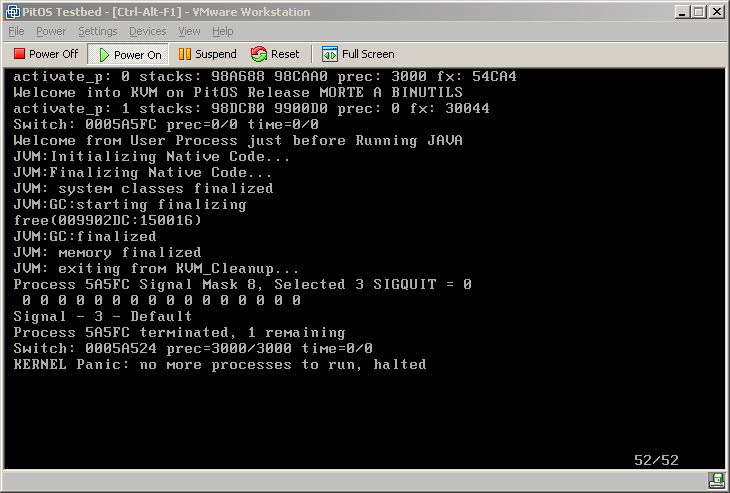 PitOS Testbed - [Ctrl-Alt-F1] - VMware Workstation
File Power Settings Devices View Help
Power Off Power On Suspend Reset Full Screen
activate_p: 0 stacks: 98A688 98CAA0 prec: 3000 fx: 54CA4
Welcome into KVM on PitOS Release MORTE A BINUTILS
activate_p: 1 stacks: 98DCB0 9900D0 prec: 0 fx: 30044
Switch: 0005A5FC prec=0/0 time=0/0
Welcome from User Process just before Running JAVA
JVM:Initializing Native Code...
JVM:Finalizing Native Code...
JVM: system classes finalized
JVM:GC:starting finalizing
free(009902DC:150016)
JVM:GC:finalized
JVM: memory finalized
JVM: exiting from KVM_Cleanup...
Process 5A5FC Signal Mask 8, Selected 3 SIGQUIT = 0
0 0 0 0 0 0 0 0 0 0 0 0 0 0 0 0
Signal - 3 - Default
Process 5A5FC terminated, 1 remaining
Switch: 0005A524 prec=3000/3000 time=0/0
KERNEL Panic: no more processes to run, halted
52/52